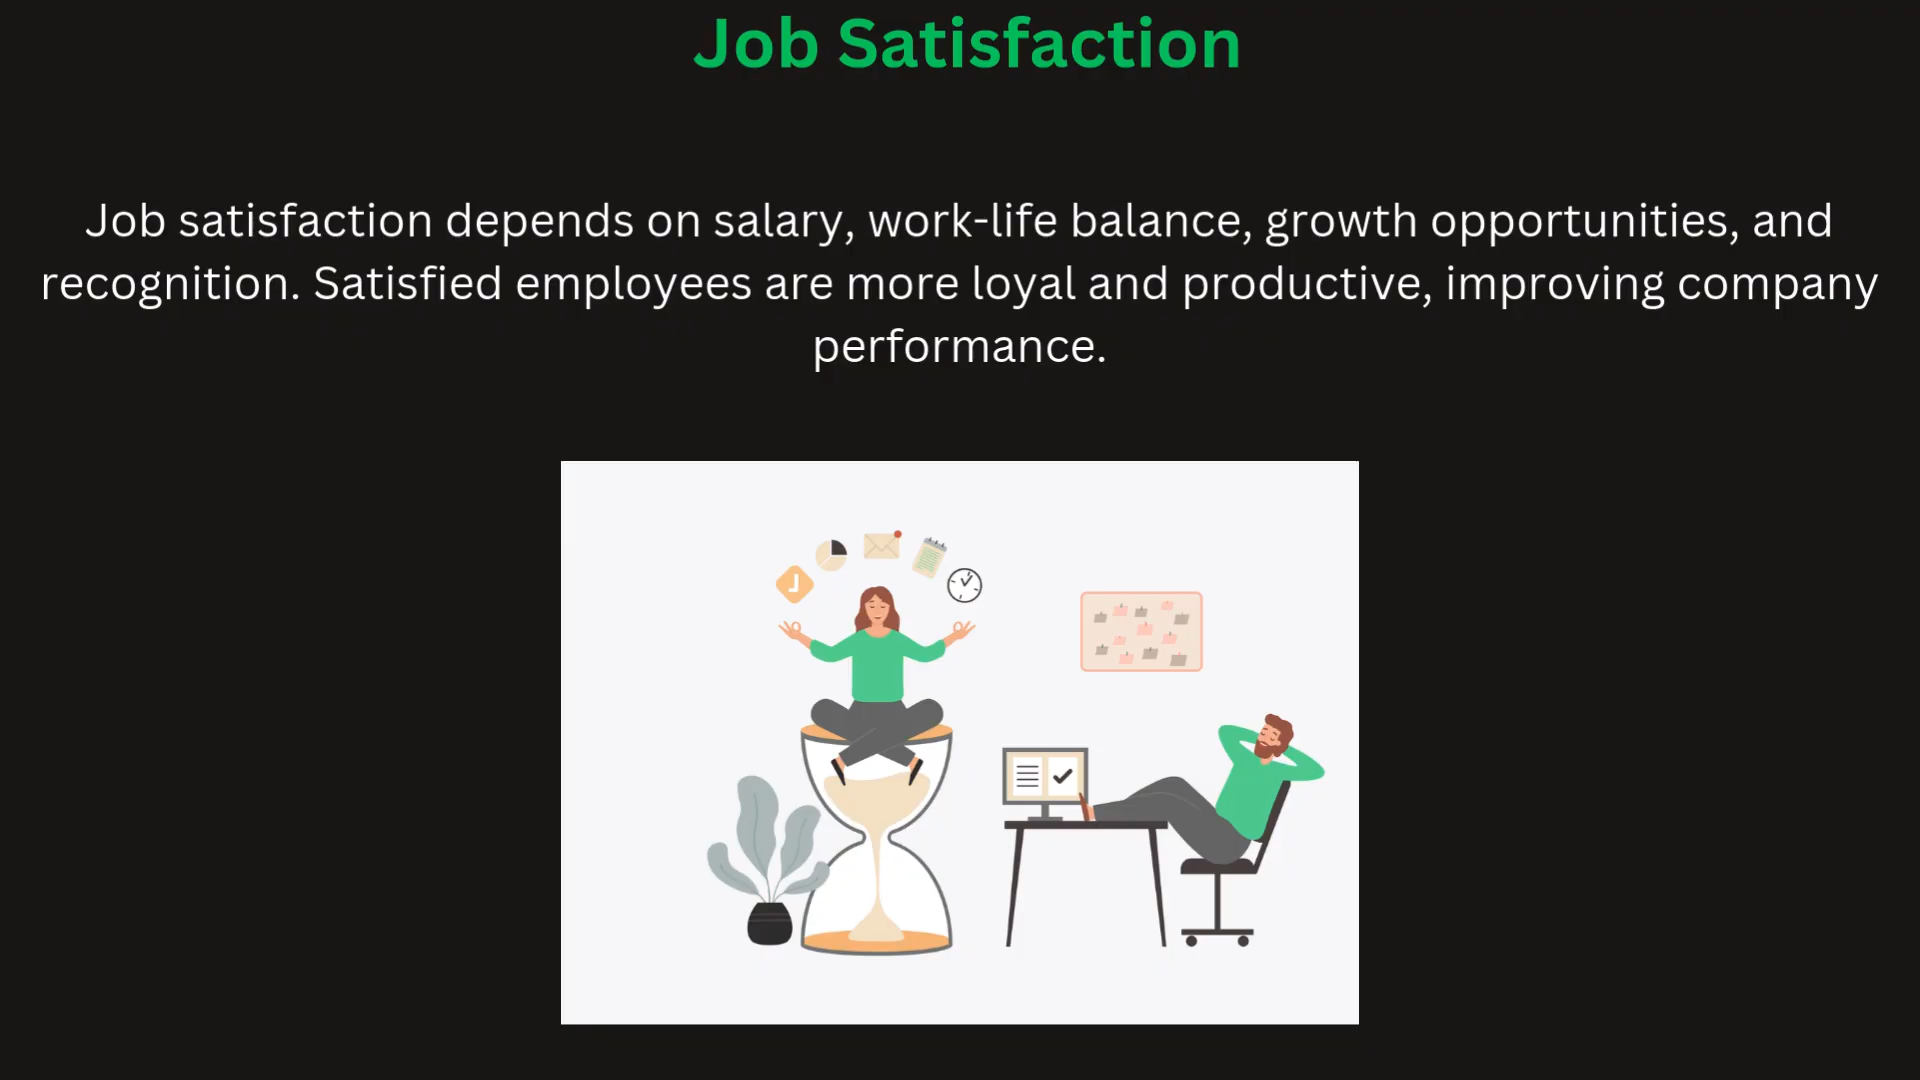 Job Satisfaction
Job satisfaction depends on salary, work-life balance, growth opportunities, and
recognition. Satisfied employees are more loyal and productive, improving company
performance.